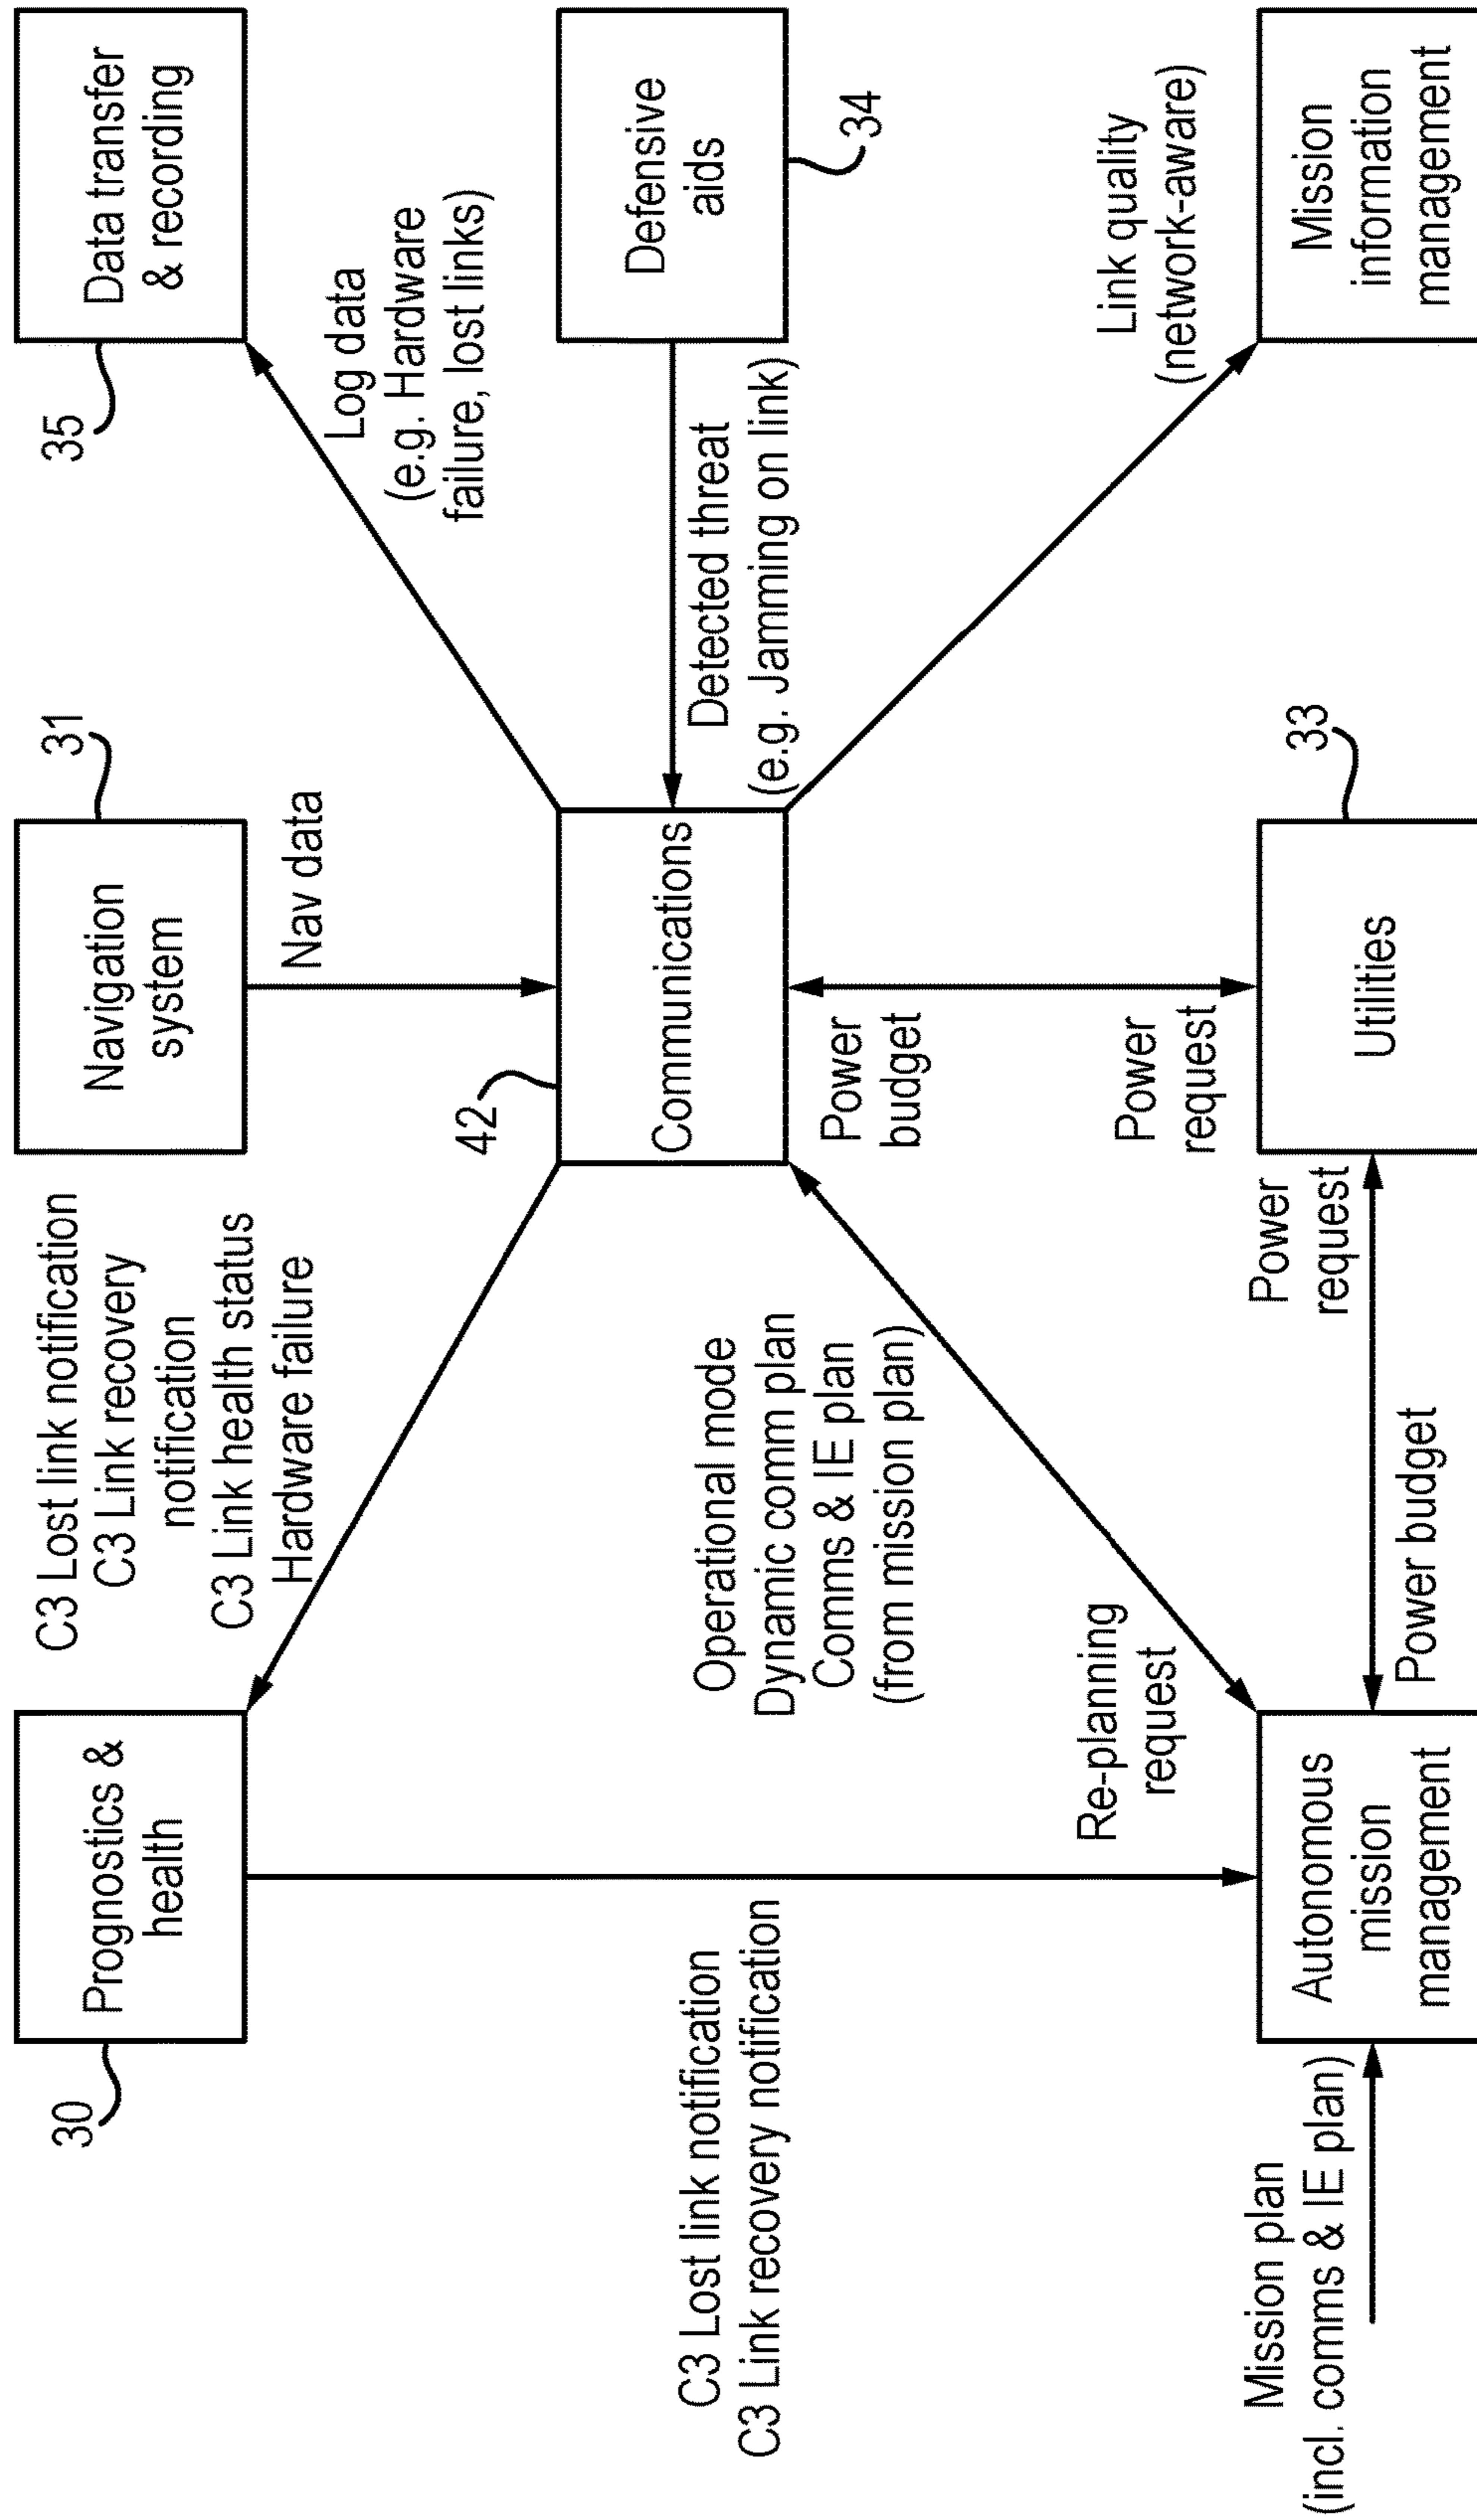 30
Prognostics &
health
C3 Lost link notification
C3 Link recovery
notification
C3 Link health status
Hardware failure
31
Navigation
system
Nav data
35
Data transfer
& recording
Log data
(e.g. Hardware
failure, lost links)
C3 Lost link notification
C3 Link recovery notification
Operational mode
Dynamic comm plan
Comms & IE plan
(from mission plan)
42
Communications
Detected threat
(e.g. Jamming on link)
Defensive
aids
34
Power
budget
Power
request
Re-planning
request
Link quality
(network-aware)
Mission plan
(incl. comms & IE plan)
Autonomous
mission
management
Power
request
Power budget
33
Utilities
Mission
information
management